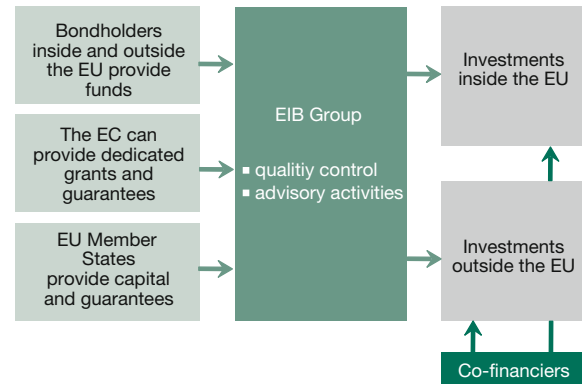 Bondholders
inside and outside
the EU provide
funds
The EC can
provide dedicated
grants and
guarantees
EU Member
States
provide capital
and guarantees
EIB Group
▪ qualitiy control
▪ advisory activities
Investments
inside the EU
Investments
outside the EU
Co-financiers